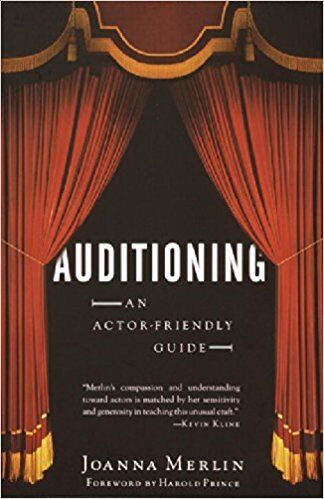 AUDITIONING
AN
ACTOR-FRIENDLY
GUIDE
"Merlin's compassion and understanding
toward actors is matched by her sensitivity
and generosity in teaching this unusual craft."
—KEVIN KLINE
JOANNA MERLIN
FOREWORD BY HAROLD PRINCE